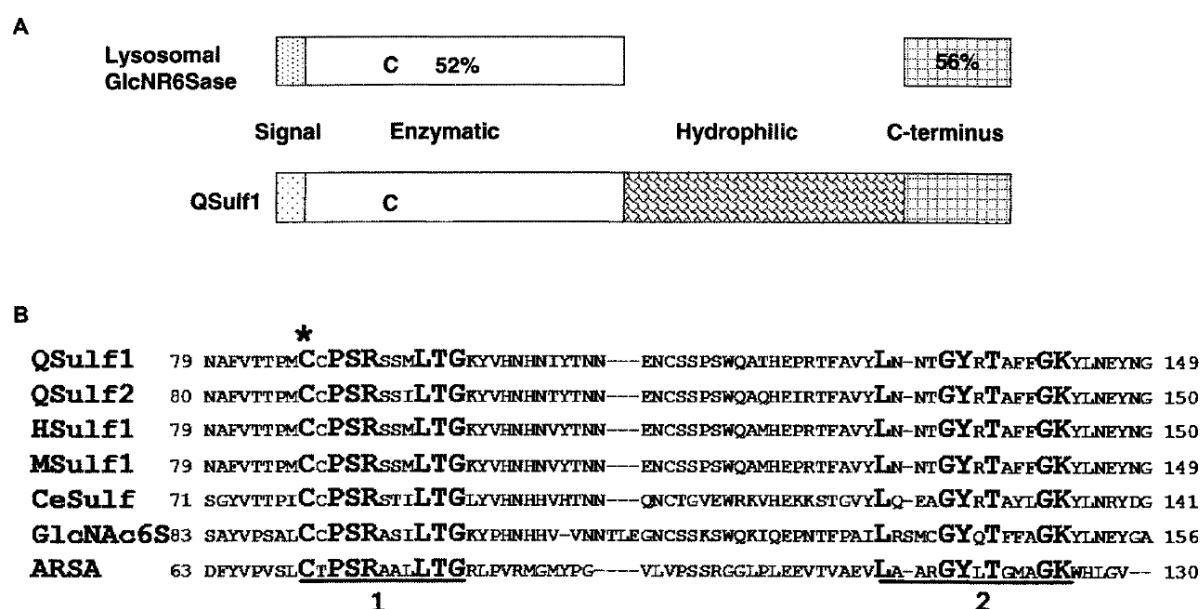 A
Lysosomal
GlcNR6Sase
C 52%
56%
Signal Enzymatic Hydrophilic C-terminus
QSulf1
C
B
*
QSulf1 79 NAFVTTPMCCPSRSSMLTGKYVHNHNIYTNN---ENCSSPSWQATHEPRTFAVYLN-NTGYRTAFFGKYLNEYNG 149
QSulf2 80 NAFVTTPMCCPSRSSILTGKYVHNHNTYTNN---ENCSSPSWQAQHEIRTFAVYLN-NTGYRTAFFGKYLNEYNG 150
HSulf1 79 NAFVTTPMCCPSRSSMLTGKYVHNHNVYTNN---ENCSSPSWQAMHEPRTFAVYLN-NTGYRTAFFGKYLNEYNG 150
MSulf1 79 NAFVTTPMCCPSRSSMLTGKYVHNHNVYTNN---ENCSSPSWQAMHEPRTFAVYLN-NTGYRTAFFGKYLNEYNG 149
CeSulf 71 SGYVTTPICCPSRSTILTGLYVHNHHVHTNN---QNCTGVEWRKVHEKKSTGVYLQ-EAGYRTAYLGKYLNRYDG 141
GlcNAc6S 83 SAYVPSALCCPSRASILTGKYPHNHHV-VNNTLEGNCSSKSWQKIQEPNTFPAILRSMCGYQTFFAGKYLNEYGA 156
ARSA 63 DFYVPVSLCTPSRAALLTGRLPVRMGMYPG----VLVPSSRGGLPLEEVTVAEVLA-ARGYLTGMAGKWHLGV-- 130
1 2